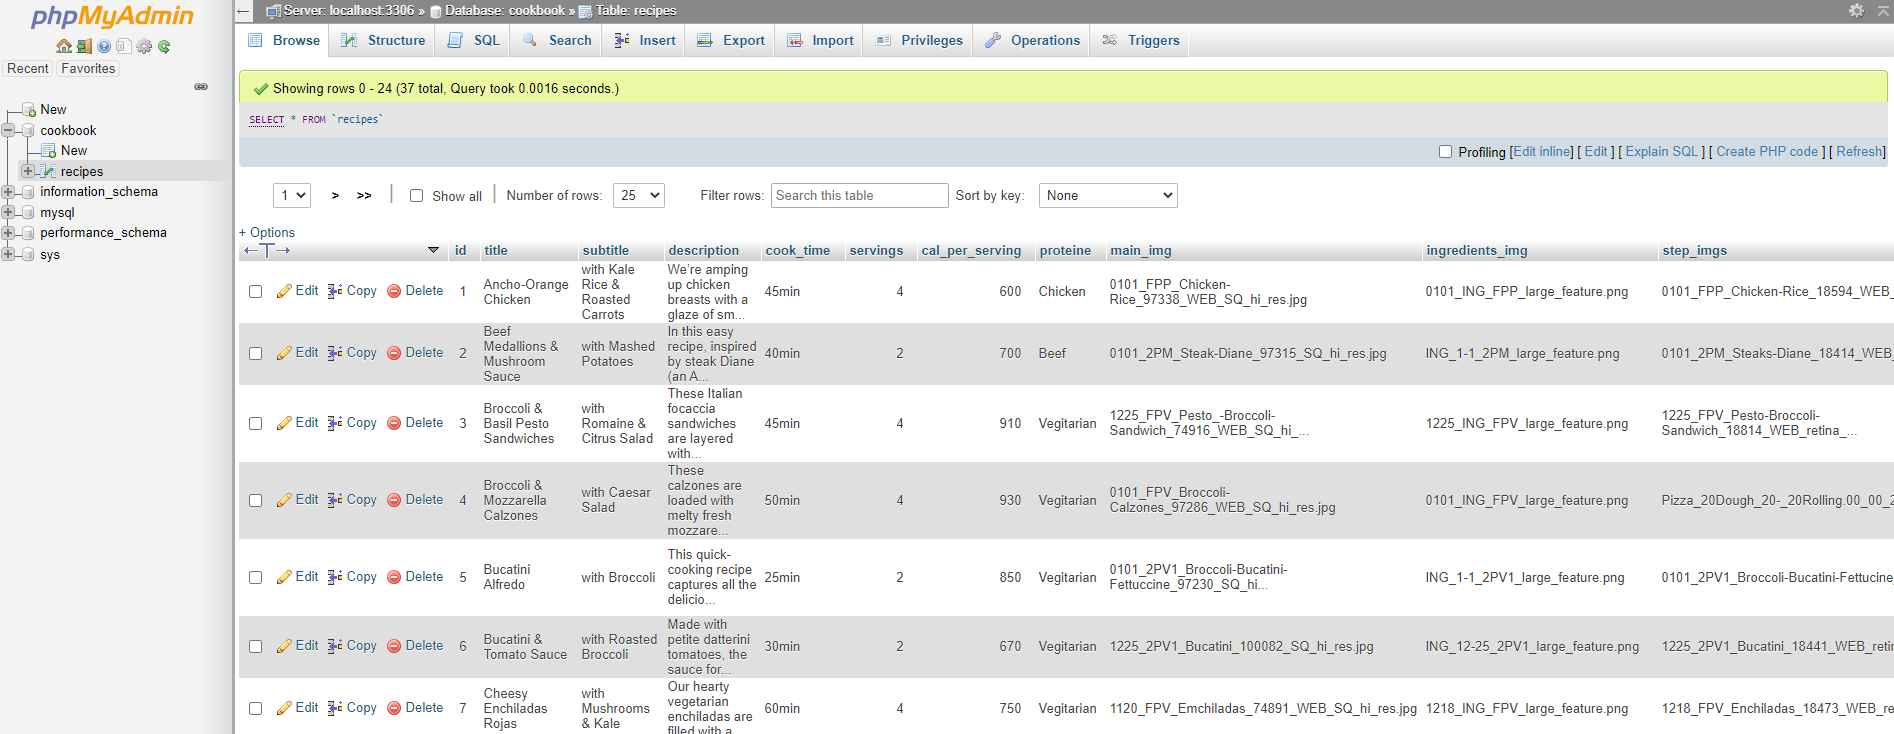 phpMyAdmin
Recent Favorites
New
cookbook
New
recipes
information_schema
mysql
performance_schema
sys
Server: localhost:3306 » Database: cookbook » Table: recipes
Browse Structure SQL Search Insert Export Import Privileges Operations Triggers
Showing rows 0 - 24 (37 total, Query took 0.0016 seconds.)
SELECT * FROM `recipes`
Profiling [Edit inline] [ Edit ] [ Explain SQL ] [ Create PHP code ] [ Refresh]
1 > >> | Show all | Number of rows: 25 Filter rows: Search this table Sort by key: None
+ Options
←T→ id title subtitle description cook_time servings cal_per_serving proteine main_img ingredients_img step_imgs
Edit Copy Delete 1
Ancho-Orange
Chicken
with Kale
Rice &
Roasted
Carrots
We're amping
up chicken
breasts with a
glaze of sm...
45min 4 600 Chicken
0101_FPP_Chicken-
Rice_97338_WEB_SQ_hi_res.jpg
0101_ING_FPP_large_feature.png
0101_FPP_Chicken-Rice_18594_WEB_
Edit Copy Delete 2
Beef
Medallions &
Mushroom
Sauce
with Mashed
Potatoes
In this easy
recipe, inspired
by steak Diane
(an A...
40min 2 700 Beef
0101_2PM_Steak-Diane_97315_SQ_hi_res.jpg
ING_1-1_2PM_large_feature.png
0101_2PM_Steaks-Diane_18414_WEB_
Edit Copy Delete 3
Broccoli &
Basil Pesto
Sandwiches
with
Romaine &
Citrus Salad
These Italian
focaccia
sandwiches
are layered
with...
45min 4 910 Vegitarian
1225_FPV_Pesto_-Broccoli-
Sandwich_74916_WEB_SQ_hi_...
1225_ING_FPV_large_feature.png
1225_FPV_Pesto-Broccoli-
Sandwich_18814_WEB_retina_...
Edit Copy Delete 4
Broccoli &
Mozzarella
Calzones
with Caesar
Salad
These
calzones are
loaded with
melty fresh
mozzare...
50min 4 930 Vegitarian
0101_FPV_Broccoli-
Calzones_97286_WEB_SQ_hi_res.jpg
0101_ING_FPV_large_feature.png
Pizza_20Dough_20-_20Rolling.00_00_2
Edit Copy Delete 5
Bucatini
Alfredo
with Broccoli
This quick-
cooking recipe
captures all the
delicio...
25min 2 850 Vegitarian
0101_2PV1_Broccoli-Bucatini-
Fettuccine_97230_SQ_hi...
ING_1-1_2PV1_large_feature.png
0101_2PV1_Broccoli-Bucatini-Fettucine_
Edit Copy Delete 6
Bucatini &
Tomato Sauce
with Roasted
Broccoli
Made with
petite datterini
tomatoes, the
sauce for...
30min 2 670 Vegitarian
1225_2PV1_Bucatini_100082_SQ_hi_res.jpg
ING_12-25_2PV1_large_feature.png
1225_2PV1_Bucatini_18441_WEB_retin
Edit Copy Delete 7
Cheesy
Enchiladas
Rojas
with
Mushrooms
& Kale
Our hearty
vegetarian
enchiladas are
filled with a
60min 4 750 Vegitarian
1120_FPV_Emchiladas_74891_WEB_SQ_hi_res.jpg
1218_ING_FPV_large_feature.png
1218_FPV_Enchiladas_18473_WEB_re